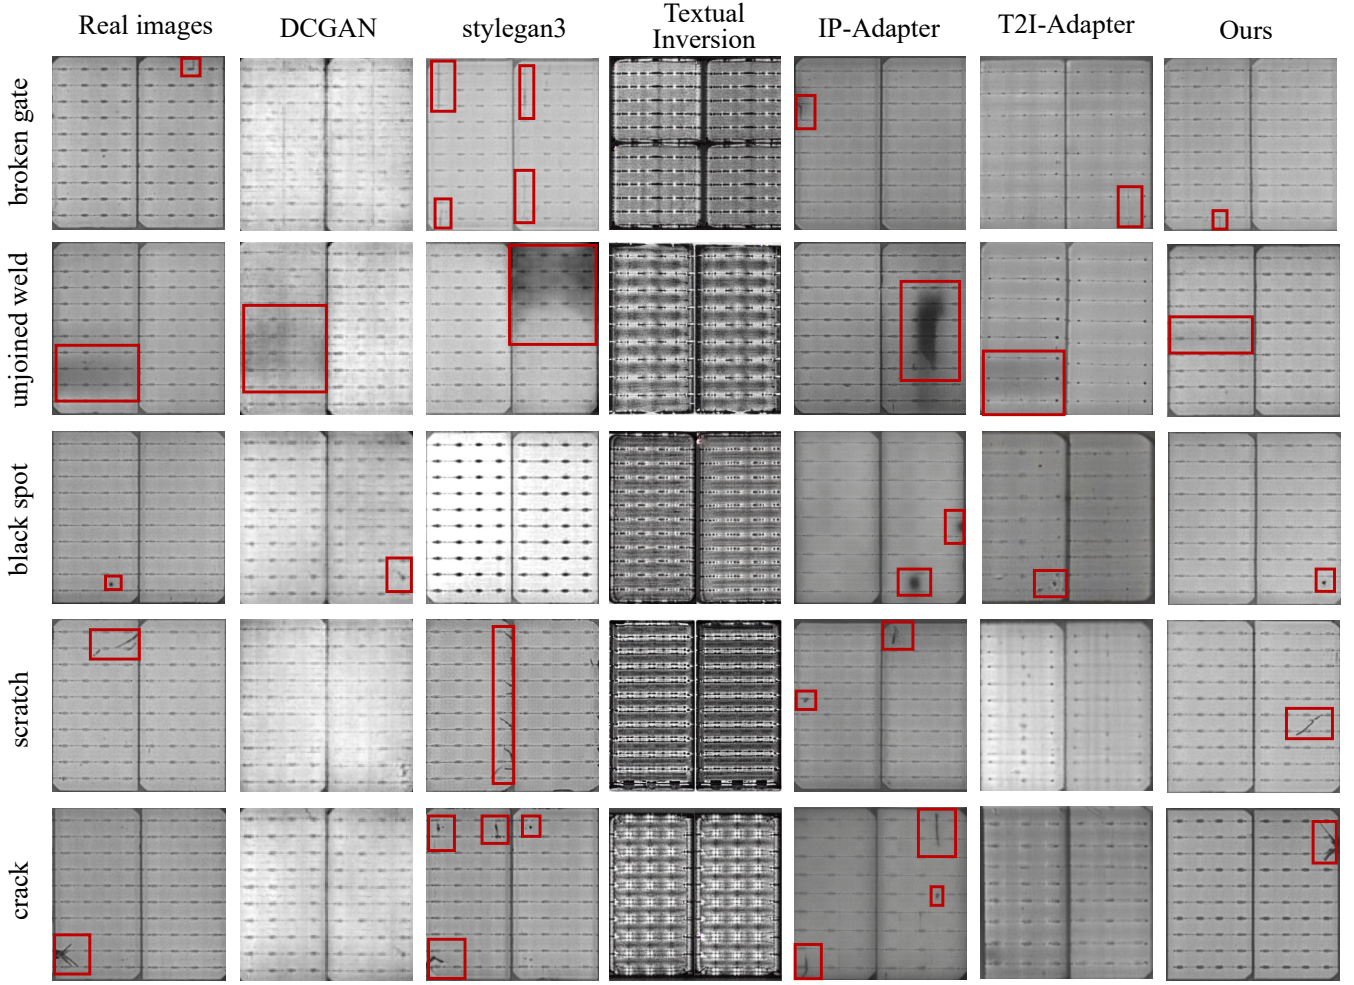 Real images
DCGAN
stylegan3
Textual
Inversion
IP-Adapter
T2I-Adapter
Ours
broken gate
unjoined weld
black spot
scratch
crack